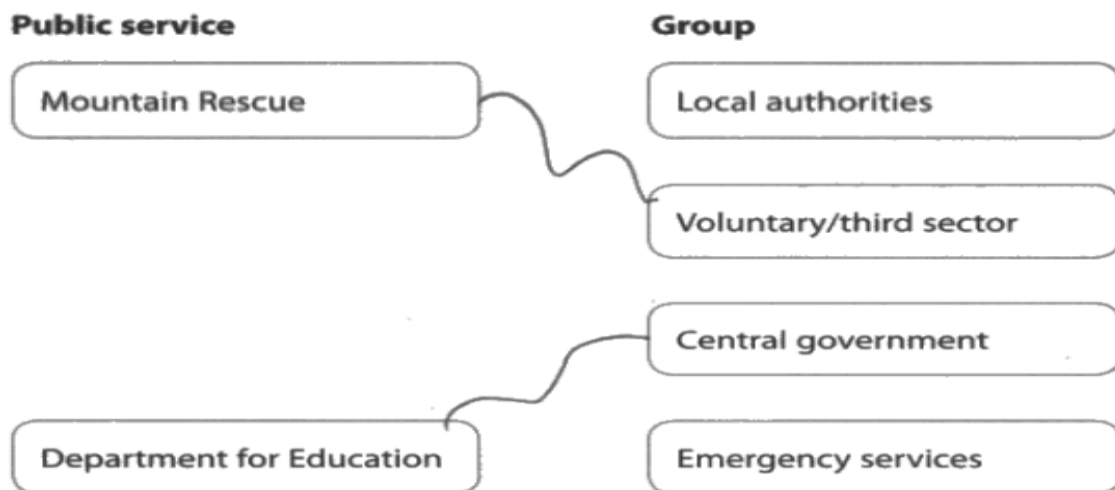 Public service Group
Mountain Rescue Local authorities
Voluntary/third sector
Central government
Department for Education Emergency services